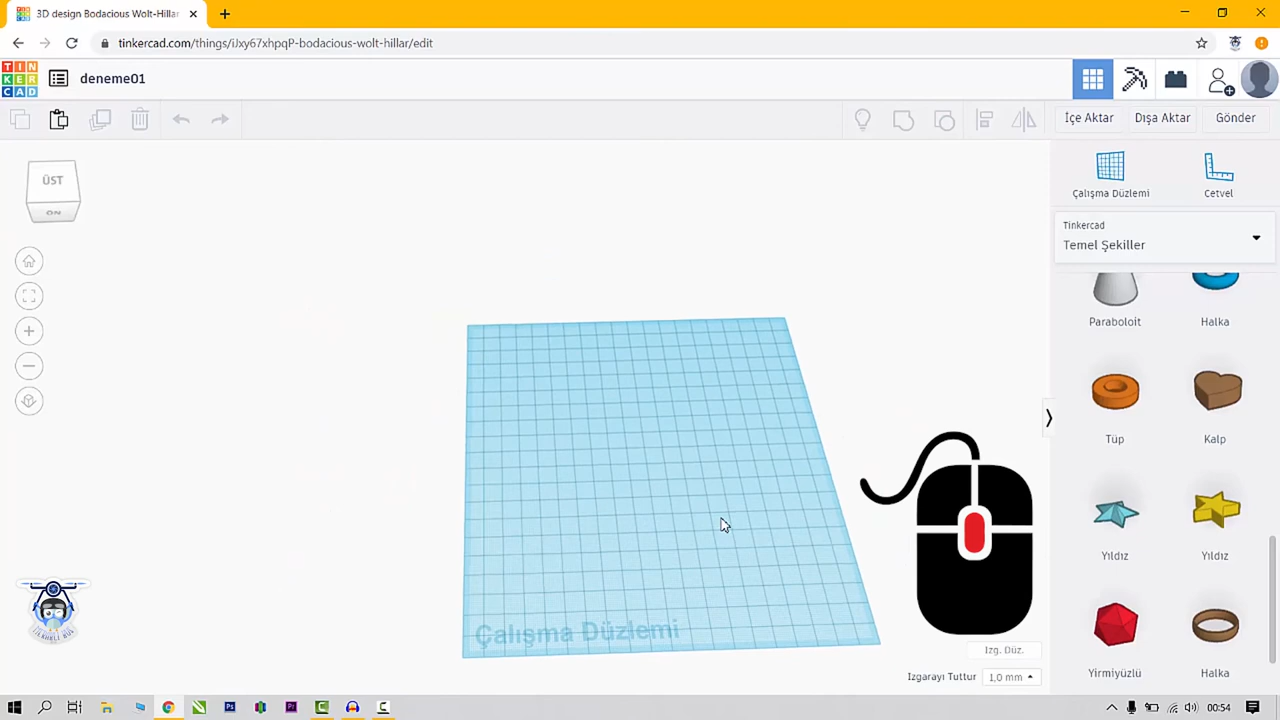 3D design Bodacious Wolt-Hillar
tinkercad.com/things/iJxy67xhpqP-bodacious-wolt-hillar/edit
TIN
KER
CAD
deneme01
İçe Aktar
Dışa Aktar
Gönder
ÜST
ÖN
Çalışma Düzlemi
Cetvel
Tinkercad
Temel Şekiller
Paraboloit
Halka
Tüp
Kalp
Yıldız
Yıldız
Yirmiyüzlü
Halka
Çalışma Düzlemi
Izg. Düz.
Izgarayı Tuttur
1,0 mm
00:54